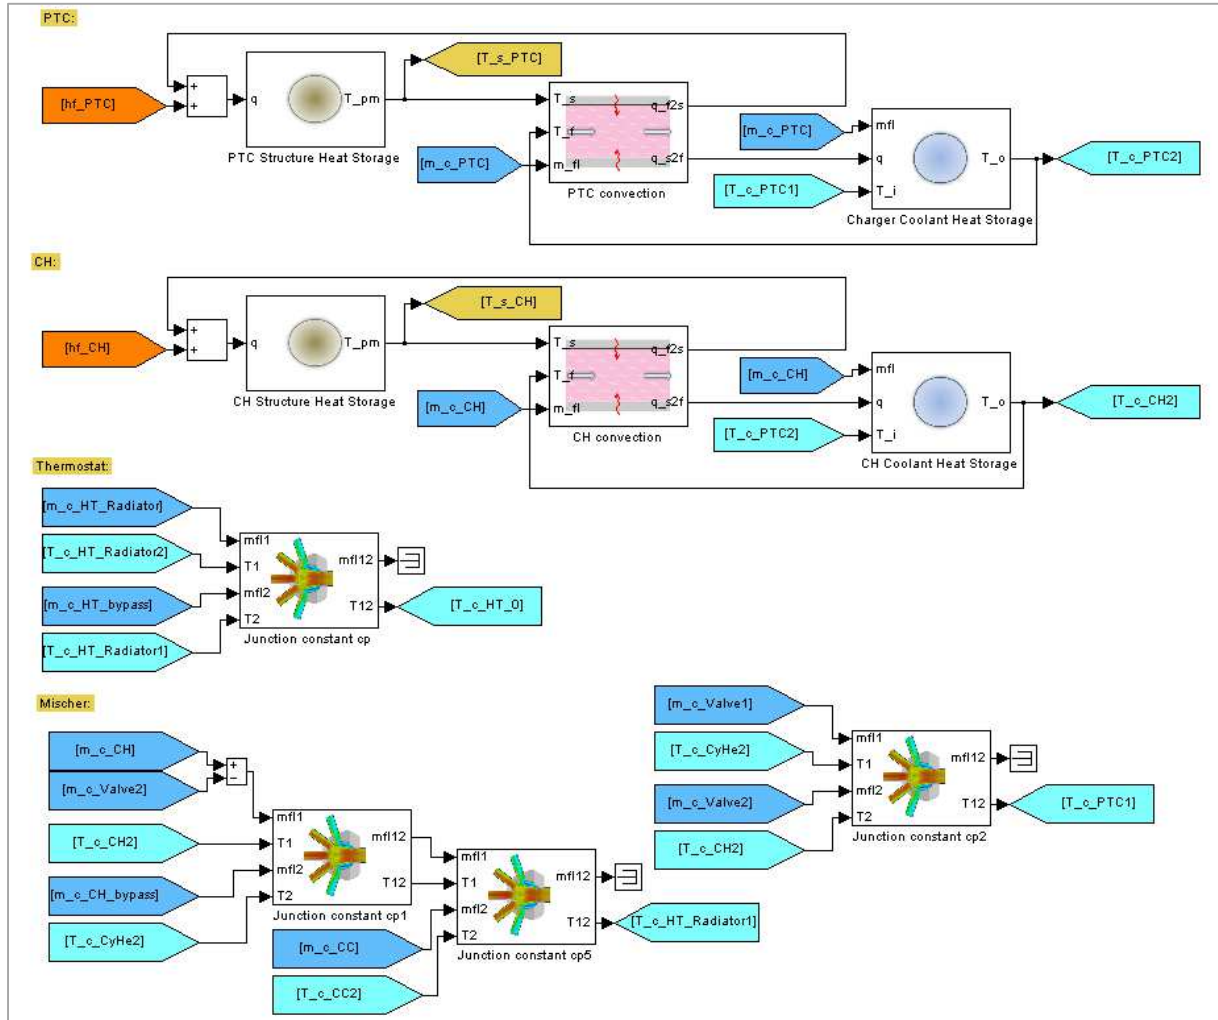 PTC:
[hf_PTC]
+
+
q
T_pm
PTC Structure Heat Storage
[T_s_PTC]
[m_c_PTC]
T_s
T_f
m_fl
q_f2s
q_s2f
PTC convection
[m_c_PTC]
[T_c_PTC1]
mfl
q
T_i
T_o
Charger Coolant Heat Storage
[T_c_PTC2]
CH:
[hf_CH]
+
+
q
T_pm
CH Structure Heat Storage
[T_s_CH]
[m_c_CH]
T_s
T_f
m_fl
q_f2s
q_s2f
CH convection
[m_c_CH]
[T_c_PTC2]
mfl
q
T_i
T_o
CH Coolant Heat Storage
[T_c_CH2]
Thermostat:
[m_c_HT_Radiator]
[T_c_HT_Radiator2]
[m_c_HT_bypass]
[T_c_HT_Radiator1]
mfl1
T1
mfl2
T2
mfl12
T12
Junction constant cp
[T_c_HT_0]
Mischer:
[m_c_CH]
[m_c_Valve2]
+
−
[T_c_CH2]
[m_c_CH_bypass]
[T_c_CyHe2]
mfl1
T1
mfl2
T2
mfl12
T12
Junction constant cp1
[m_c_CC]
[T_c_CC2]
mfl1
T1
mfl2
T2
mfl12
T12
Junction constant cp5
[T_c_HT_Radiator1]
[m_c_Valve1]
[T_c_CyHe2]
[m_c_Valve2]
[T_c_CH2]
mfl1
T1
mfl2
T2
mfl12
T12
Junction constant cp2
[T_c_PTC1]